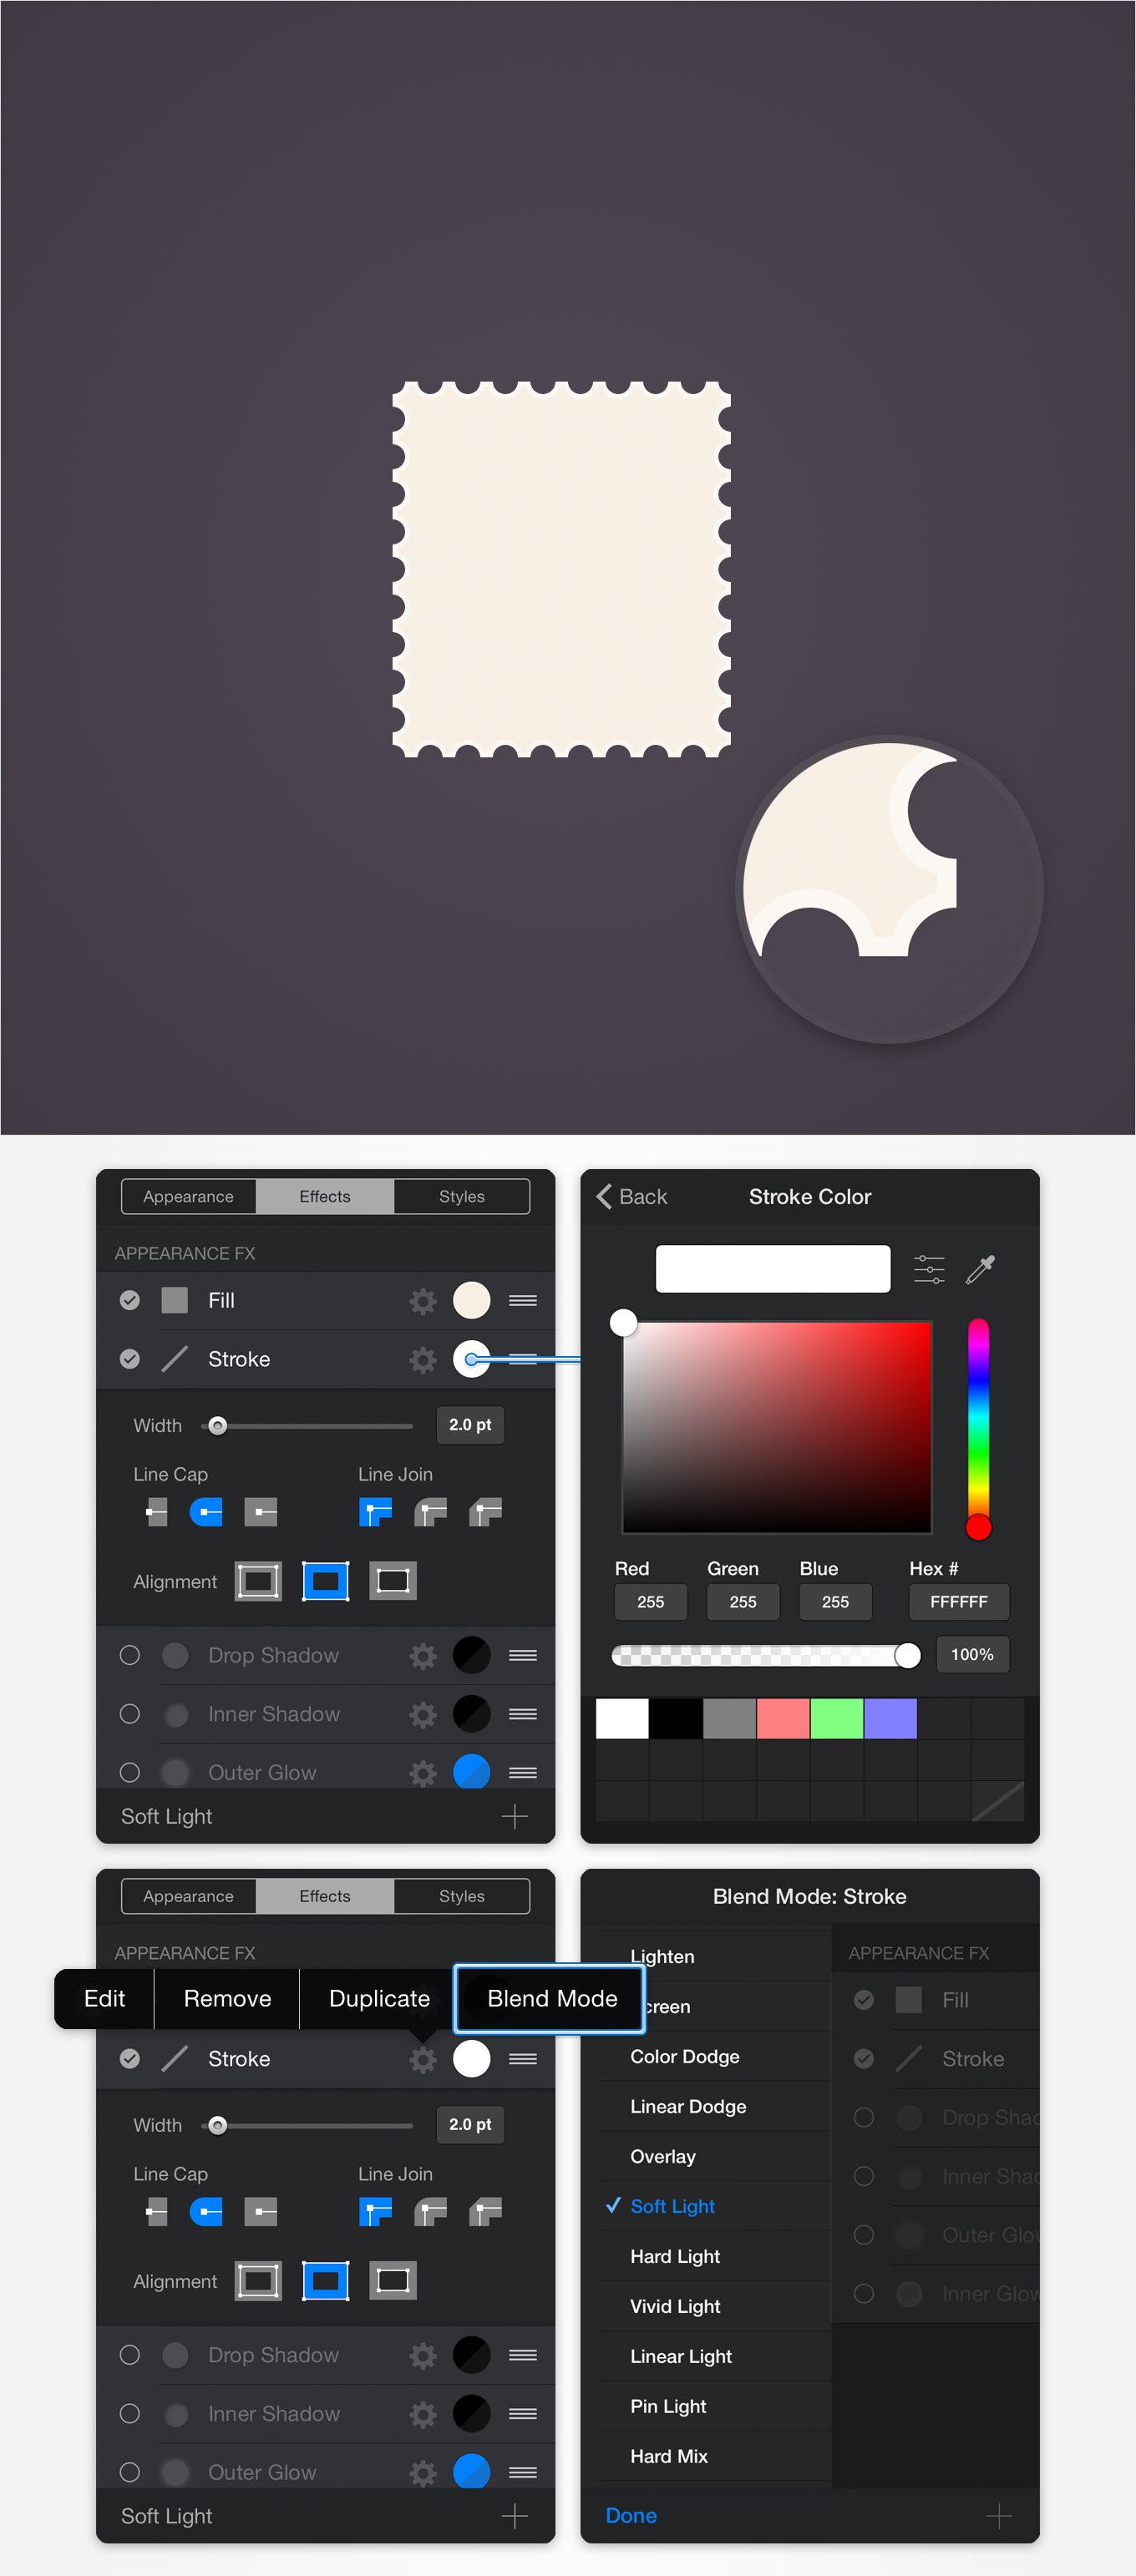 Appearance Effects Styles
APPEARANCE FX
Fill
Stroke
Width 2.0 pt
Line Cap Line Join
Alignment
Drop Shadow
Inner Shadow
Outer Glow
Soft Light
Back Stroke Color
Red Green Blue Hex #
255 255 255 FFFFFF
100%
Appearance Effects Styles
APPEARANCE FX
Edit Remove Duplicate Blend Mode
Stroke
Width 2.0 pt
Line Cap Line Join
Alignment
Drop Shadow
Inner Shadow
Outer Glow
Soft Light
Blend Mode: Stroke
Lighten
creen
Color Dodge
Linear Dodge
Overlay
Soft Light
Hard Light
Vivid Light
Linear Light
Pin Light
Hard Mix
Done
APPEARANCE FX
Fill
Stroke
Drop Shad
Inner Shad
Outer Glow
Inner Glow